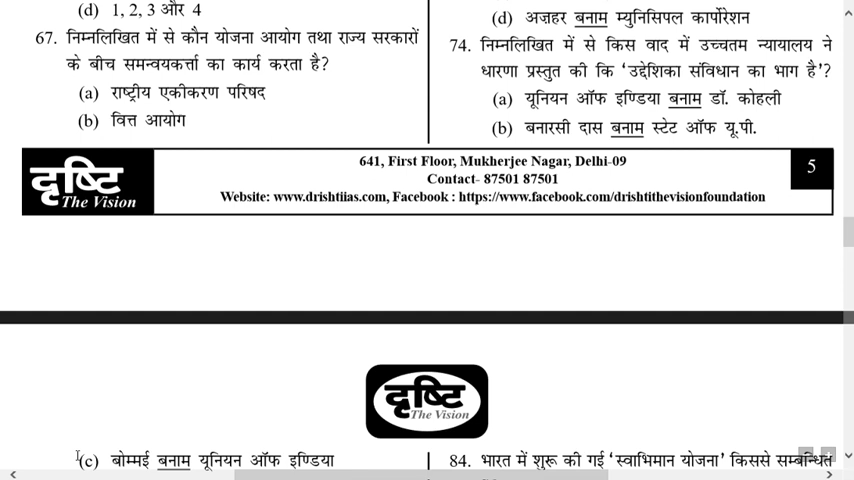 (d) 1, 2, 3 और 4
67. निम्नलिखित में से कौन योजना आयोग तथा राज्य सरकारों
के बीच समन्वयकर्त्ता का कार्य करता है?
(a) राष्ट्रीय एकीकरण परिषद
(b) वित्त आयोग
(d) अज़हर बनाम म्युनिसिपल कार्पोरेशन
74. निम्नलिखित में से किस वाद में उच्चतम न्यायालय ने
धारणा प्रस्तुत की कि ‘उद्देशिका संविधान का भाग है’?
(a) यूनियन ऑफ इण्डिया बनाम डॉ. कोहली
(b) बनारसी दास बनाम स्टेट ऑफ यू.पी.
दृष्टि
The Vision
641, First Floor, Mukherjee Nagar, Delhi-09
Contact- 87501 87501
Website: www.drishtiias.com, Facebook : https://www.facebook.com/drishtithevisionfoundation
5
दृष्टि
The Vision
(c) बोम्मई बनाम यूनियन ऑफ इण्डिया
84. भारत में शुरू की गई ‘स्वाभिमान योजना’ किससे सम्बन्धित